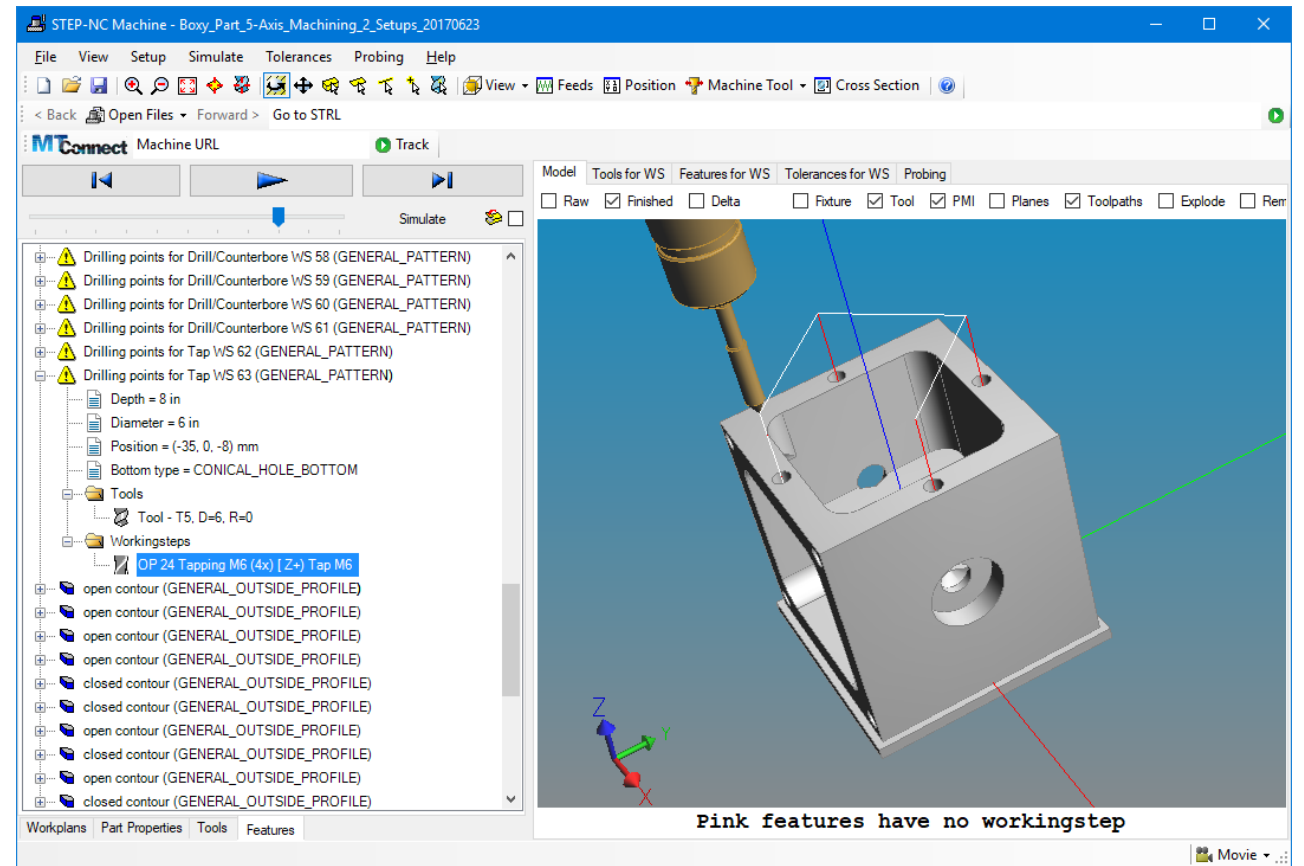 STEP-NC Machine - Boxy_Part_5-Axis_Machining_2_Setups_20170623
File View Setup Simulate Tolerances Probing Help
View Feeds Position Machine Tool Cross Section
< Back Open Files Forward > Go to STRL
MTConnect Machine URL Track
Model Tools for WS Features for WS Tolerances for WS Probing
Raw Finished Delta Fixture Tool PMI Planes Toolpaths Explode Rem
Simulate
Drilling points for Drill/Counterbore WS 58 (GENERAL_PATTERN)
Drilling points for Drill/Counterbore WS 59 (GENERAL_PATTERN)
Drilling points for Drill/Counterbore WS 60 (GENERAL_PATTERN)
Drilling points for Drill/Counterbore WS 61 (GENERAL_PATTERN)
Drilling points for Tap WS 62 (GENERAL_PATTERN)
Drilling points for Tap WS 63 (GENERAL_PATTERN)
Depth = 8 in
Diameter = 6 in
Position = (-35, 0, -8) mm
Bottom type = CONICAL_HOLE_BOTTOM
Tools
Tool - T5, D=6, R=0
Workingsteps
OP 24 Tapping M6 (4x) [ Z+) Tap M6
open contour (GENERAL_OUTSIDE_PROFILE)
open contour (GENERAL_OUTSIDE_PROFILE)
open contour (GENERAL_OUTSIDE_PROFILE)
open contour (GENERAL_OUTSIDE_PROFILE)
closed contour (GENERAL_OUTSIDE_PROFILE)
closed contour (GENERAL_OUTSIDE_PROFILE)
open contour (GENERAL_OUTSIDE_PROFILE)
closed contour (GENERAL_OUTSIDE_PROFILE)
open contour (GENERAL_OUTSIDE_PROFILE)
closed contour (GENERAL_OUTSIDE_PROFILE)
Z
Y
X
Pink features have no workingstep
Workplans Part Properties Tools Features
Movie